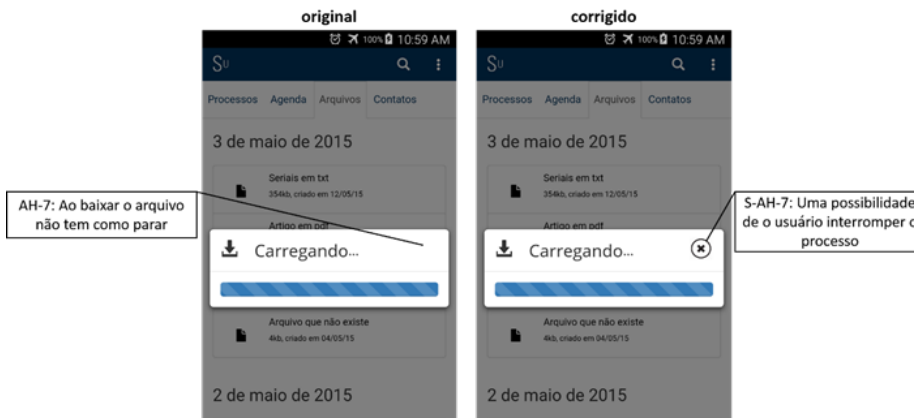 original
corrigido
100% 10:59 AM
100% 10:59 AM
SU
SU
Processos Agenda Arquivos Contatos
Processos Agenda Arquivos Contatos
3 de maio de 2015
3 de maio de 2015
Seriais em txt
354kb, criado em 12/05/15
Seriais em txt
354kb, criado em 12/05/15
AH-7: Ao baixar o arquivo
não tem como parar
S-AH-7: Uma possibilidade
de o usuário interromper o
processo
Artigo em pdf
Artigo em pdf
Carregando...
Carregando...
Arquivo que não existe
4kb, criado em 04/05/15
Arquivo que não existe
4kb, criado em 04/05/15
2 de maio de 2015
2 de maio de 2015